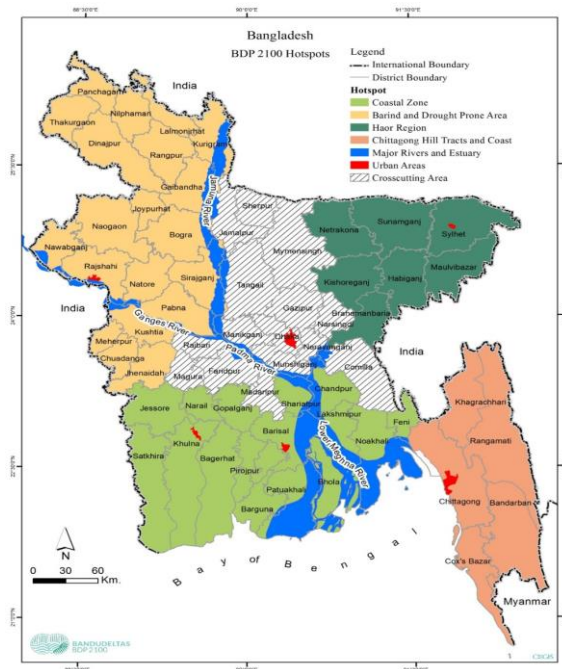 Bangladesh
BDP 2100 Hotspots
Legend
International Boundary
District Boundary
Hotspot
Coastal Zone
Barind and Drought Prone Area
Haor Region
Chittagong Hill Tracts and Coast
Major Rivers and Estuary
Urban Areas
Crosscutting Area
India
Panchagarh
Nilphamari
Thakurgaon
Lalmonirhat
Dinajpur
Rangpur
Kurigram
Gaibandha
Jamuna River
Joypurhat
Naogaon
Bogra
Nawabganj
Rajshahi
Natore
Sirajganj
Pabna
Sherpur
Jamalpur
Mymensingh
Tangail
Gazipur
Netrakona
Sunamganj
Sylhet
Kishoreganj
Habiganj
Maulvibazar
Brahmanbaria
India
Ganges River
Kushtia
Meherpur
Chuadanga
Jhenaidah
Manikganj
Dhaka
Narsingdi
Narayanganj
Padma River
Munshiganj
Rajbari
Faridpur
Magura
Madaripur
Shariatpur
Comilla
India
Chandpur
Jessore
Narail
Gopalganj
Barisal
Lakshmipur
Feni
Noakhali
Khulna
Satkhira
Bagerhat
Pirojpur
Patuakhali
Bhola
Barguna
Lower Meghna River
Khagrachhari
Rangamati
Chittagong
Bandarban
Cox's Bazar
Myanmar
Bay of Bengal
N
0 30 60
Km.
BANDUDELTAS
BDP 2100
CEGIS